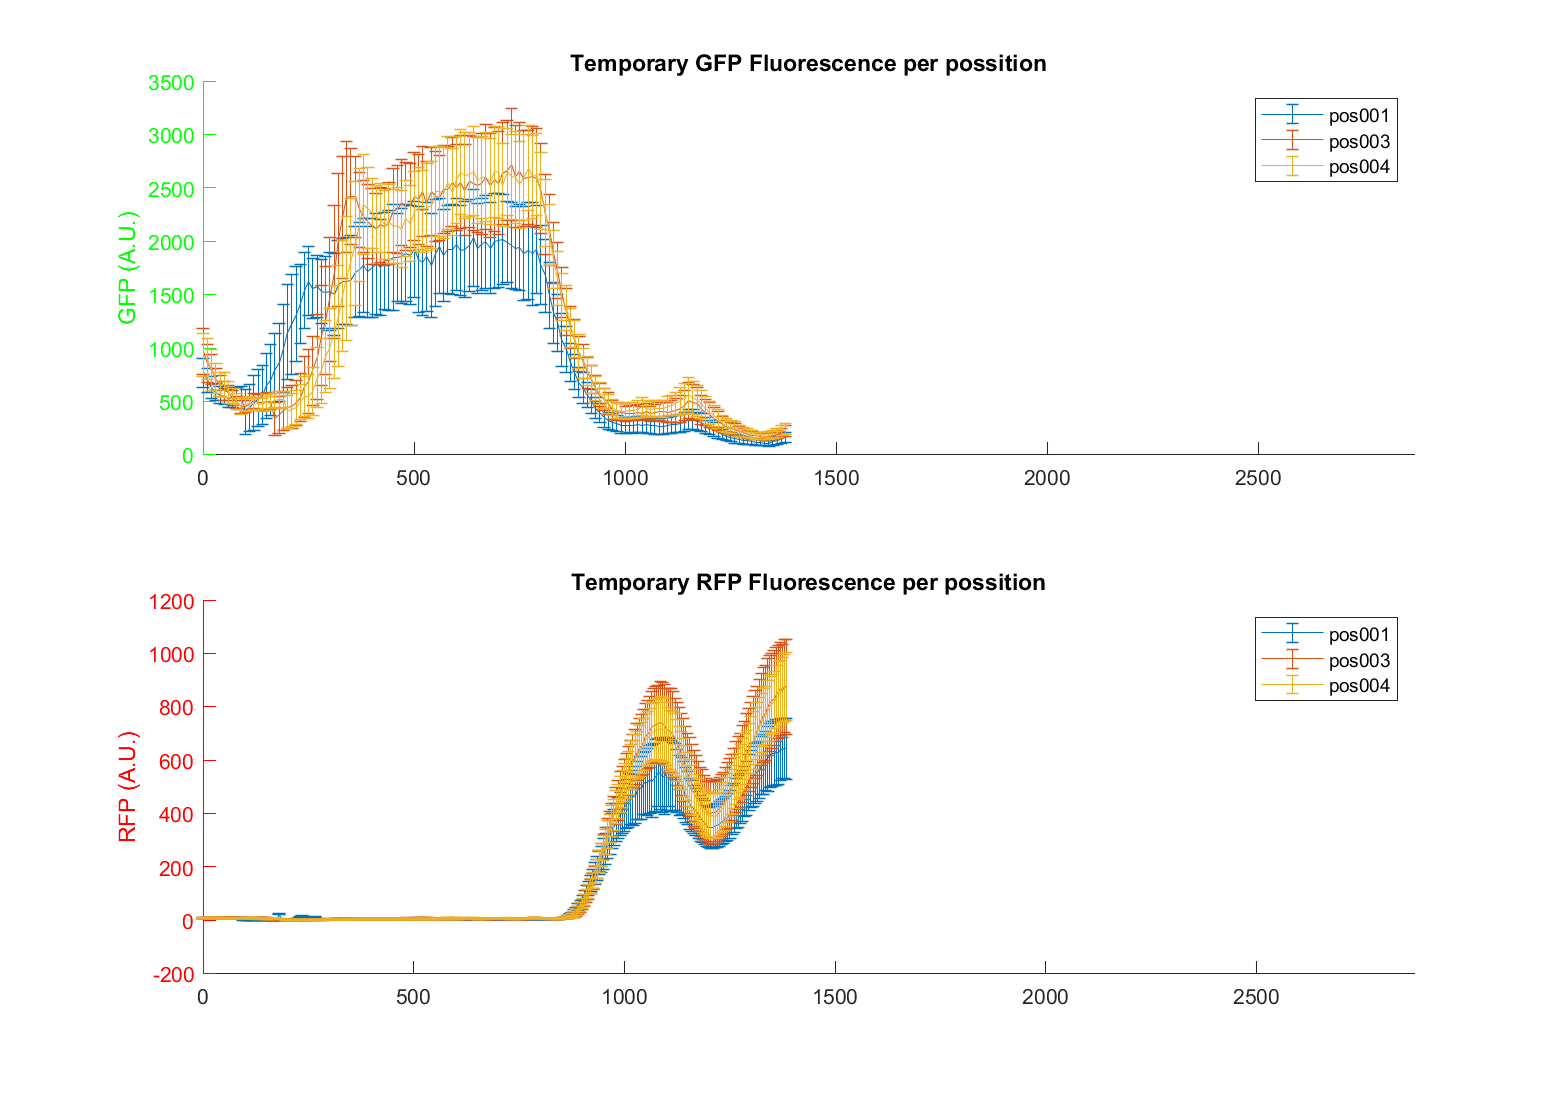 Temporary GFP Fluorescence per possition
3500
3000
2500
2000
1500
1000
500
0
GFP (A.U.)
0 500 1000 1500 2000 2500
pos001
pos003
pos004
Temporary RFP Fluorescence per possition
1200
1000
800
600
400
200
0
-200
RFP (A.U.)
0 500 1000 1500 2000 2500
pos001
pos003
pos004